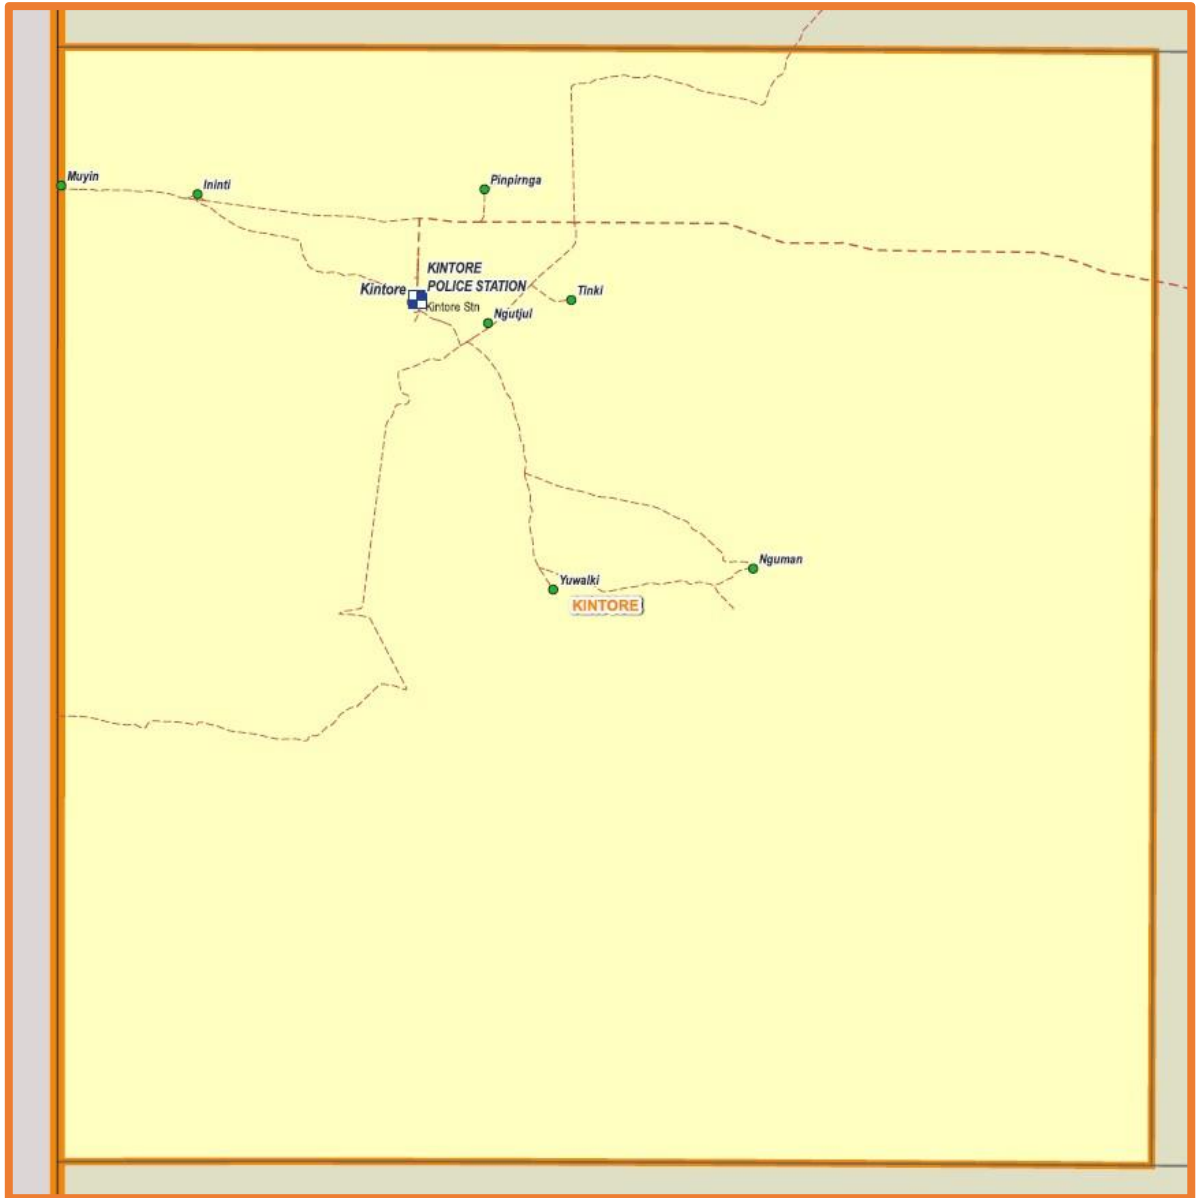 Muyin
Ininti
Pinpirnga
KINTORE
POLICE STATION
Kintore
Kintore Stn
Tinki
Ngutjul
Nguman
Yuwalki
KINTORE